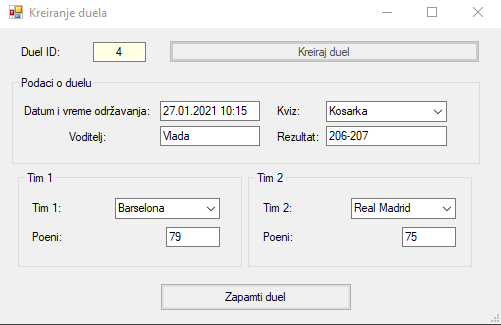 Kreiranje duela
Duel ID: 4 Kreiraj duel
Podaci o duelu
Datum i vreme održavanja: 27.01.2021 10:15 Kviz: Kosarka
Voditelj: Vlada Rezultat: 206-207
Tim 1 Tim 2
Tim 1: Barselona Tim 2: Real Madrid
Poeni: 79 Poeni: 75
Zapamti duel